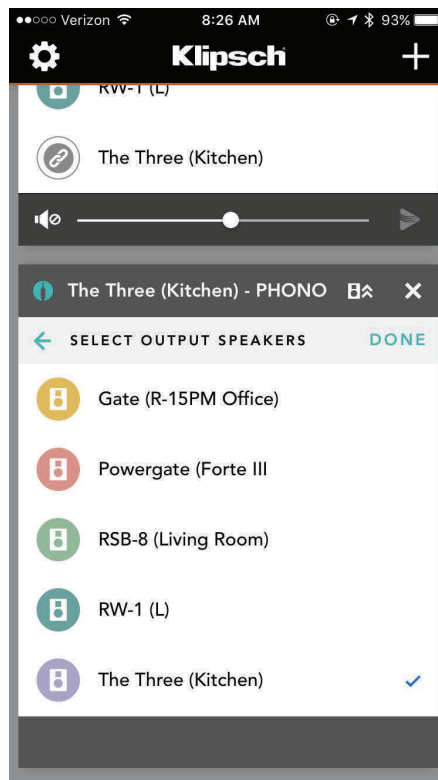 Verizon 8:26 AM 93%
Klipsch
RW-1 (L)
The Three (Kitchen)
The Three (Kitchen) - PHONO
SELECT OUTPUT SPEAKERS DONE
Gate (R-15PM Office)
Powergate (Forte III
RSB-8 (Living Room)
RW-1 (L)
The Three (Kitchen)